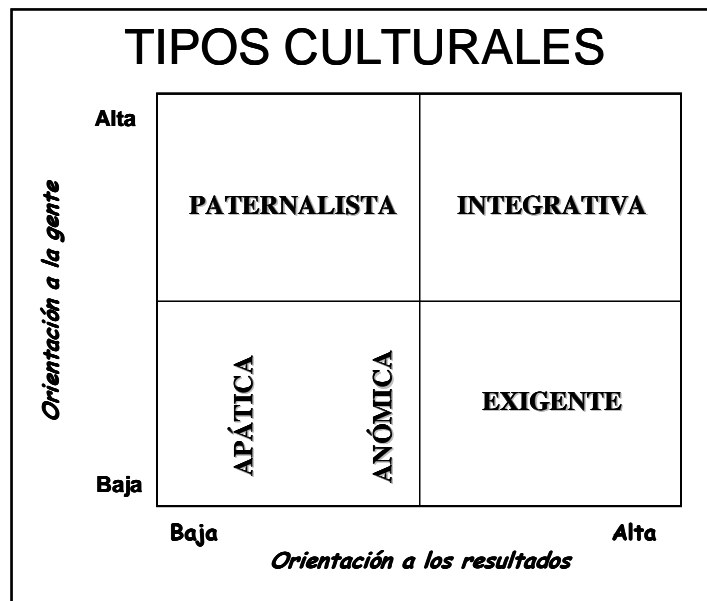 TIPOS CULTURALES
Alta
Orientación a la gente
PATERNALISTA
INTEGRATIVA
APÁTICA
ANÓMICA
EXIGENTE
Baja
Baja
Alta
Orientación a los resultados